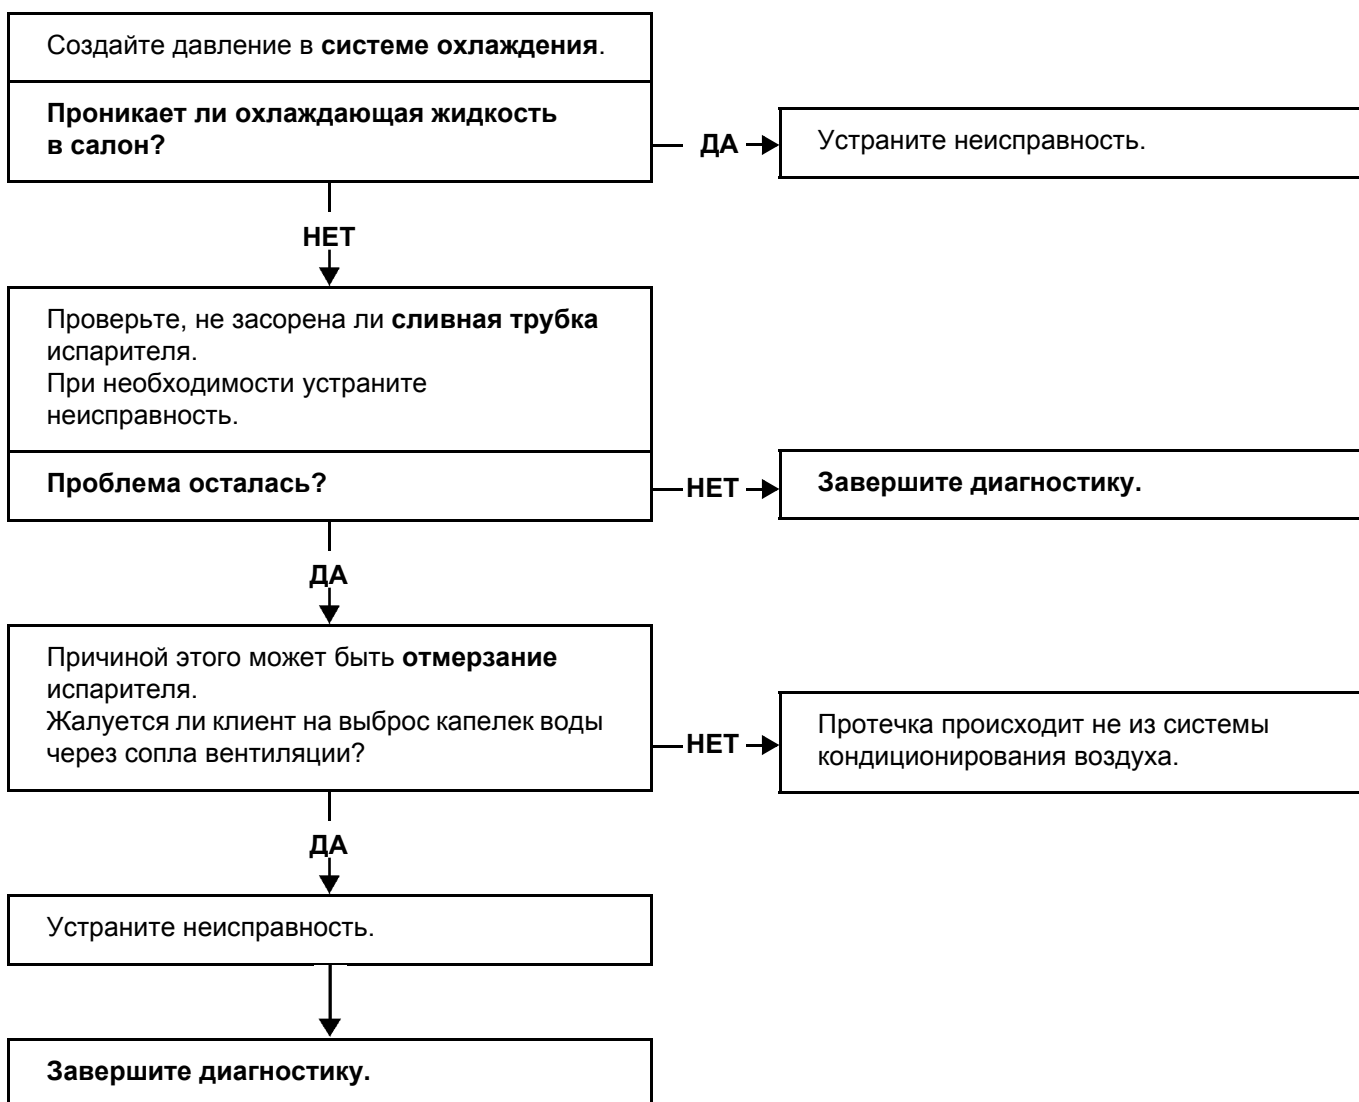 Создайте давление в системе охлаждения.
Проникает ли охлаждающая жидкость
в салон?
ДА
Устраните неисправность.
НЕТ
Проверьте, не засорена ли сливная трубка
испарителя.
При необходимости устраните
неисправность.
Проблема осталась?
НЕТ
Завершите диагностику.
ДА
Причиной этого может быть отмерзание
испарителя.
Жалуется ли клиент на выброс капелек воды
через сопла вентиляции?
НЕТ
Протечка происходит не из системы
кондиционирования воздуха.
ДА
Устраните неисправность.
Завершите диагностику.